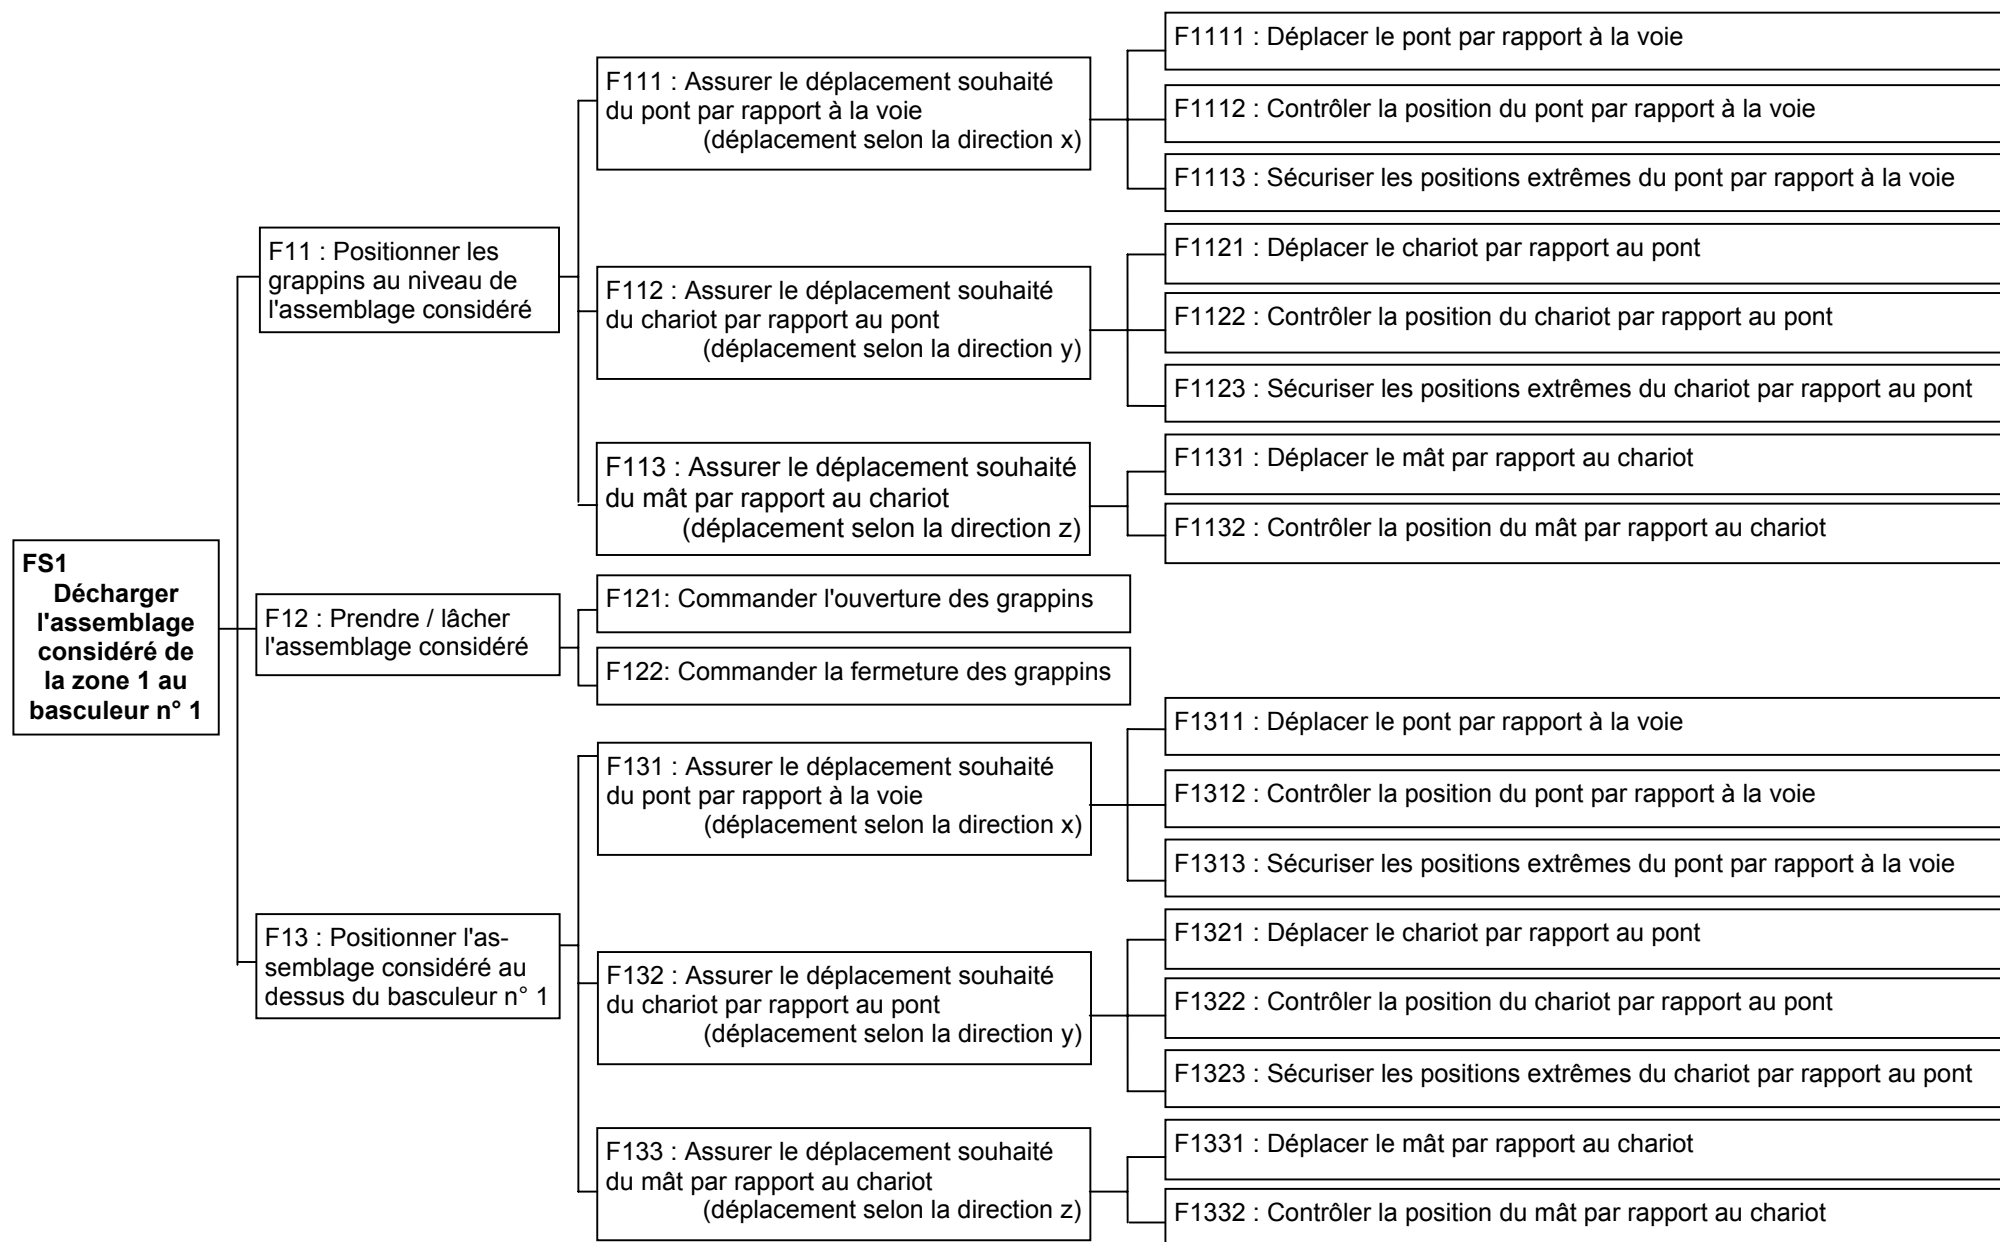 FS1
Décharger
l'assemblage
considéré de
la zone 1 au
basculeur n° 1
F11 : Positionner les
grappins au niveau de
l'assemblage considéré
F111 : Assurer le déplacement souhaité
du pont par rapport à la voie
(déplacement selon la direction x)
F1111 : Déplacer le pont par rapport à la voie
F1112 : Contrôler la position du pont par rapport à la voie
F1113 : Sécuriser les positions extrêmes du pont par rapport à la voie
F112 : Assurer le déplacement souhaité
du chariot par rapport au pont
(déplacement selon la direction y)
F1121 : Déplacer le chariot par rapport au pont
F1122 : Contrôler la position du chariot par rapport au pont
F1123 : Sécuriser les positions extrêmes du chariot par rapport au pont
F113 : Assurer le déplacement souhaité
du mât par rapport au chariot
(déplacement selon la direction z)
F1131 : Déplacer le mât par rapport au chariot
F1132 : Contrôler la position du mât par rapport au chariot
F12 : Prendre / lâcher
l'assemblage considéré
F121: Commander l'ouverture des grappins
F122: Commander la fermeture des grappins
F13 : Positionner l'as-
semblage considéré au
dessus du basculeur n° 1
F131 : Assurer le déplacement souhaité
du pont par rapport à la voie
(déplacement selon la direction x)
F1311 : Déplacer le pont par rapport à la voie
F1312 : Contrôler la position du pont par rapport à la voie
F1313 : Sécuriser les positions extrêmes du pont par rapport à la voie
F132 : Assurer le déplacement souhaité
du chariot par rapport au pont
(déplacement selon la direction y)
F1321 : Déplacer le chariot par rapport au pont
F1322 : Contrôler la position du chariot par rapport au pont
F1323 : Sécuriser les positions extrêmes du chariot par rapport au pont
F133 : Assurer le déplacement souhaité
du mât par rapport au chariot
(déplacement selon la direction z)
F1331 : Déplacer le mât par rapport au chariot
F1332 : Contrôler la position du mât par rapport au chariot